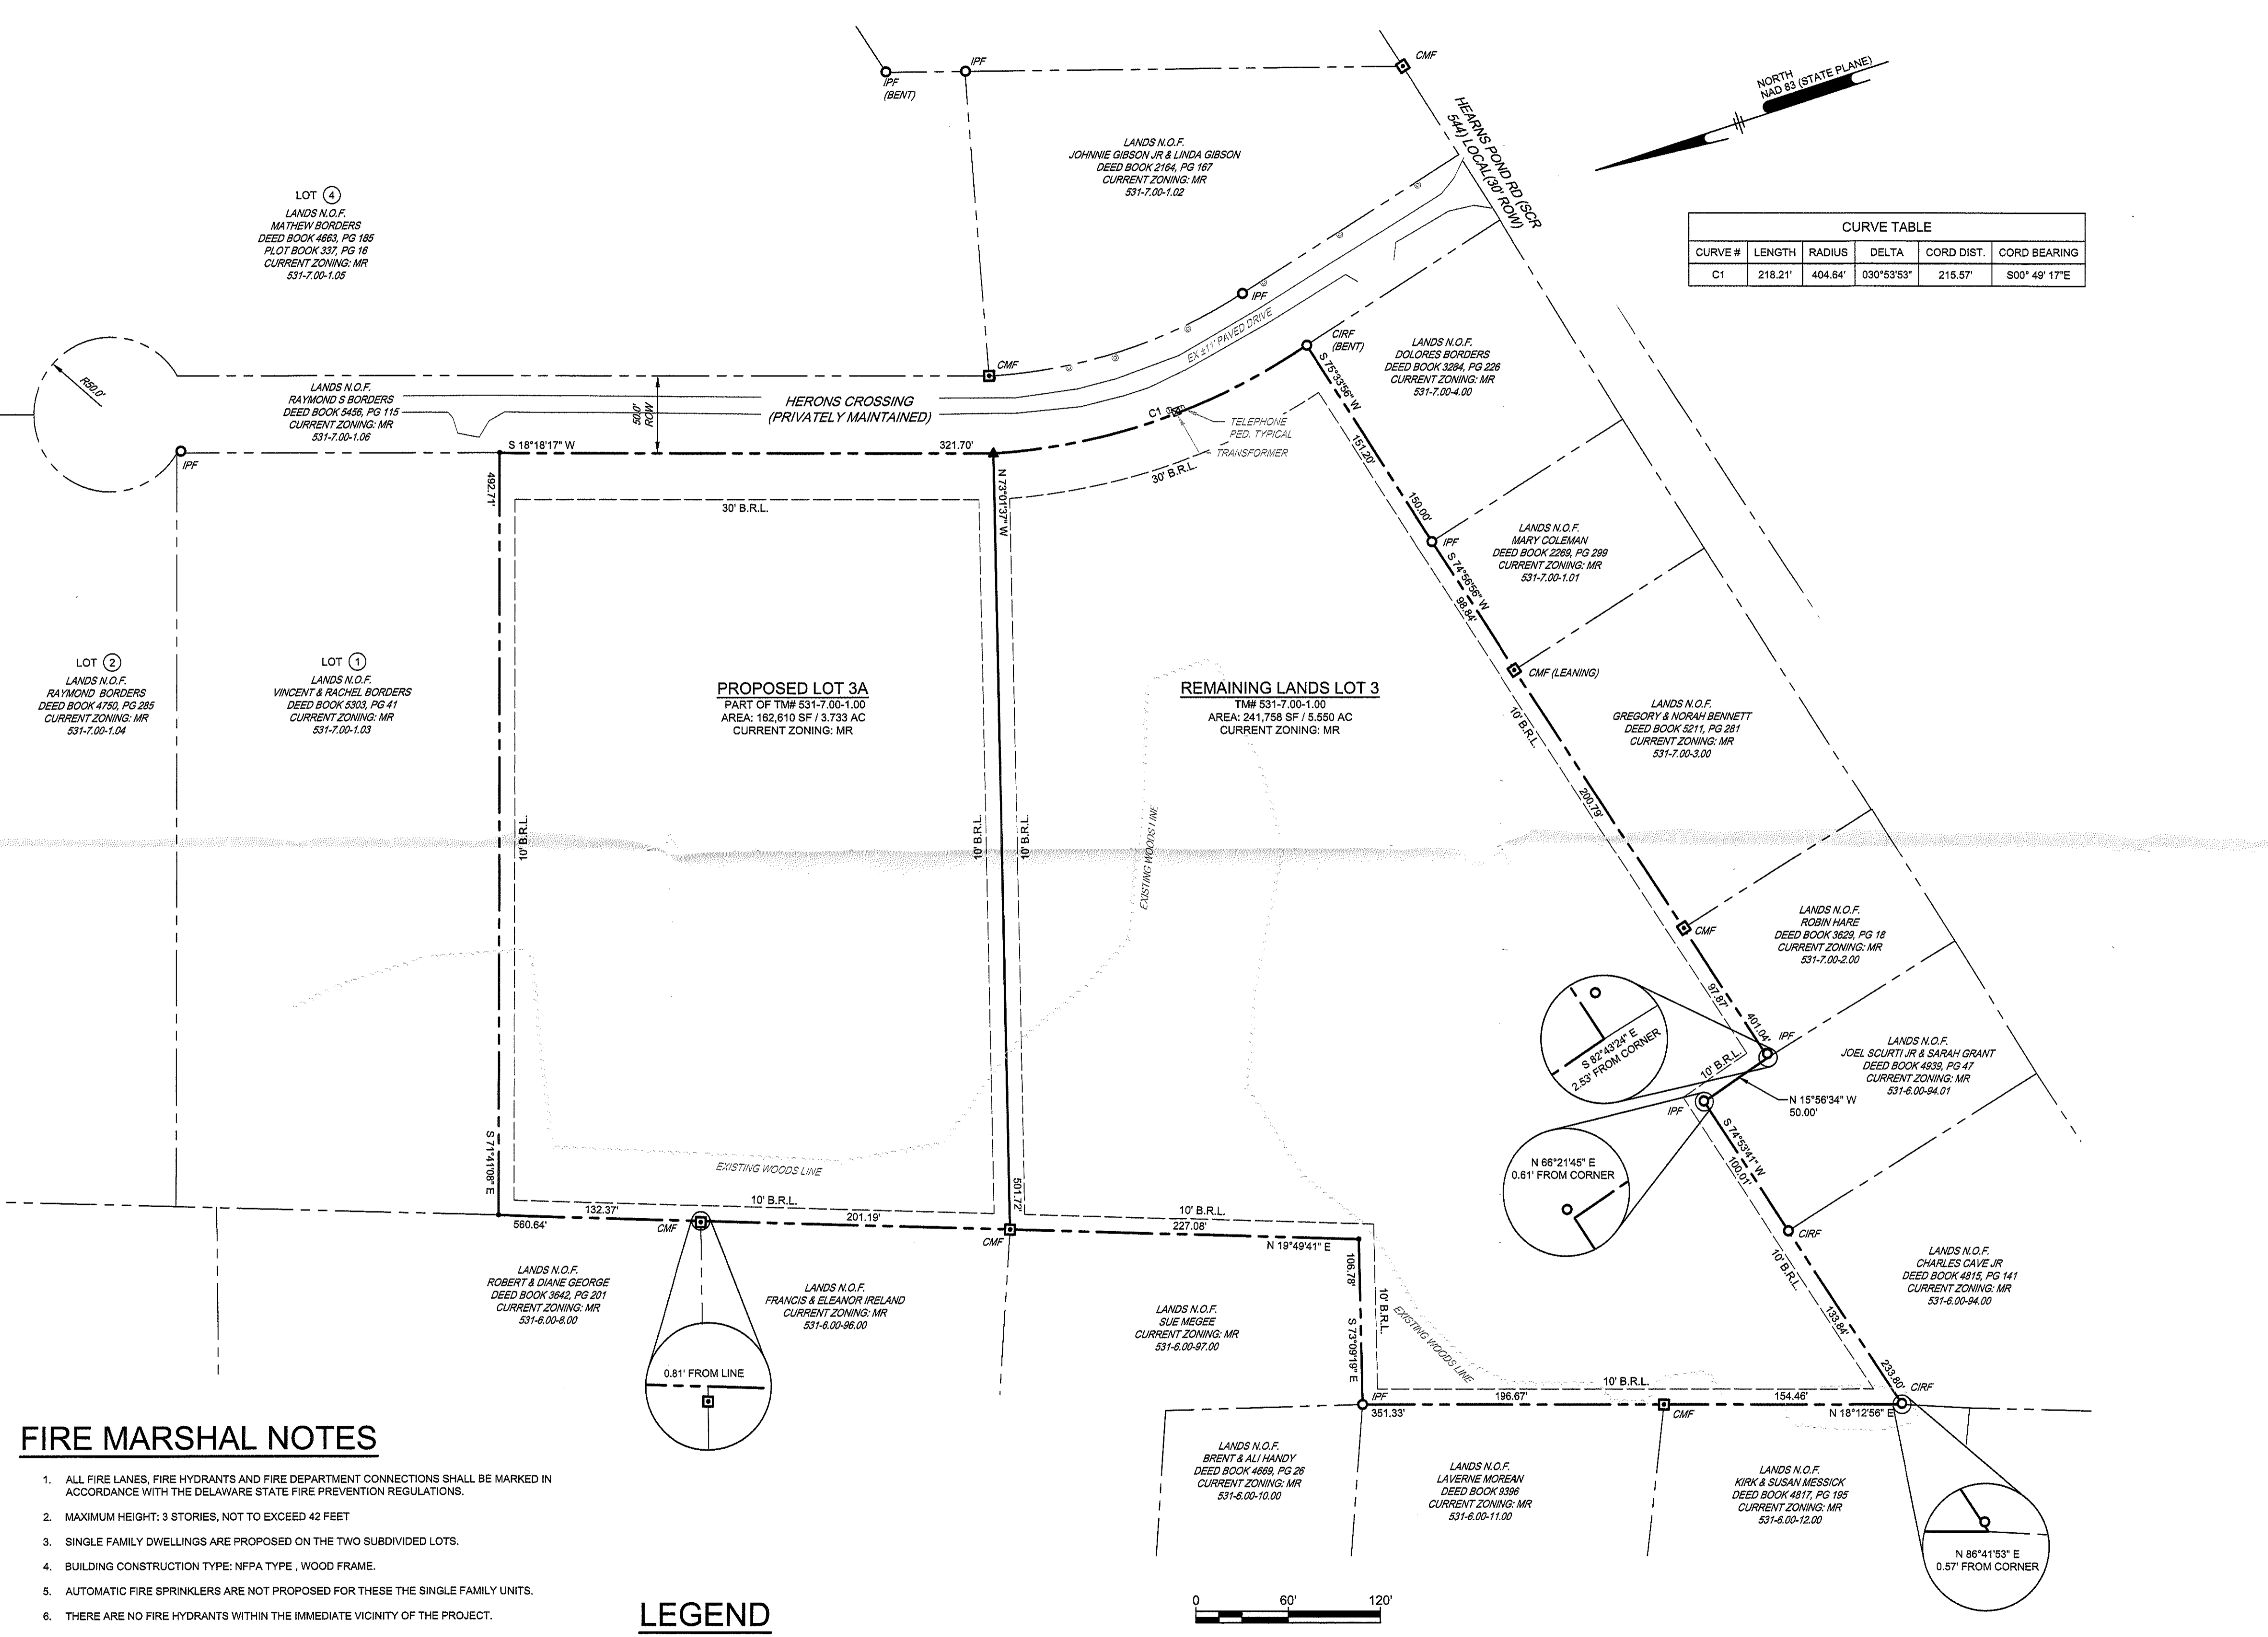 IPF
IPF
(BENT)
CMF
NORTH
NAD 83 (STATE PLANE)
HEARNS POND RD (SCR
544) LOCAL(30' ROW)
LANDS N.O.F.
JOHNNIE GIBSON JR & LINDA GIBSON
DEED BOOK 2164, PG 167
CURRENT ZONING: MR
531-7.00-1.02
LOT 4
LANDS N.O.F.
MATHEW BORDERS
DEED BOOK 4663, PG 185
PLOT BOOK 337, PG 16
CURRENT ZONING: MR
531-7.00-1.05
CURVE TABLE
CURVE # LENGTH RADIUS DELTA CORD DIST. CORD BEARING
C1 218.21' 404.64' 030°53'53" 215.57' S00° 49' 17"E
IPF
EX ±11' PAVED DRIVE
CMF
CIRF
(BENT)
LANDS N.O.F.
DOLORES BORDERS
DEED BOOK 3284, PG 226
CURRENT ZONING: MR
531-7.00-4.00
R50.0'
LANDS N.O.F.
RAYMOND S BORDERS
DEED BOOK 5456, PG 115
CURRENT ZONING: MR
531-7.00-1.06
50.0'
ROW
HERONS CROSSING
(PRIVATELY MAINTAINED)
C1
TELEPHONE
PED. TYPICAL
TRANSFORMER
30' B.R.L.
S 75°33'56" W
151.20'
150.00'
IPF
S 18°18'17" W
321.70'
IPF
492.71'
N 73°01'37" W
30' B.R.L.
S 74°56'56" W
98.84'
LANDS N.O.F.
MARY COLEMAN
DEED BOOK 2269, PG 299
CURRENT ZONING: MR
531-7.00-1.01
CMF (LEANING)
LOT 2
LANDS N.O.F.
RAYMOND BORDERS
DEED BOOK 4750, PG 285
CURRENT ZONING: MR
531-7.00-1.04
LOT 1
LANDS N.O.F.
VINCENT & RACHEL BORDERS
DEED BOOK 5303, PG 41
CURRENT ZONING: MR
531-7.00-1.03
PROPOSED LOT 3A
PART OF TM# 531-7.00-1.00
AREA: 162,610 SF / 3.733 AC
CURRENT ZONING: MR
REMAINING LANDS LOT 3
TM# 531-7.00-1.00
AREA: 241,758 SF / 5.550 AC
CURRENT ZONING: MR
10' B.R.L.
LANDS N.O.F.
GREGORY & NORAH BENNETT
DEED BOOK 5211, PG 281
CURRENT ZONING: MR
531-7.00-3.00
200.79'
10' B.R.L.
10' B.R.L.
10' B.R.L.
EXISTING WOODS LINE
CMF
LANDS N.O.F.
ROBIN HARE
DEED BOOK 3629, PG 18
CURRENT ZONING: MR
531-7.00-2.00
97.87'
401.04'
IPF
S 82°43'24" E
2.53' FROM CORNER
10' B.R.L.
LANDS N.O.F.
JOEL SCURTI JR & SARAH GRANT
DEED BOOK 4939, PG 47
CURRENT ZONING: MR
531-6.00-94.01
N 15°56'34" W
50.00'
IPF
S 74°53'41" W
100.01'
N 66°21'45" E
0.61' FROM CORNER
S 71°41'08" E
EXISTING WOODS LINE
10' B.R.L.
501.72'
560.64'
132.37'
CMF
201.19'
CMF
10' B.R.L.
227.08'
N 19°49'41" E
CIRF
10' B.R.L.
LANDS N.O.F.
CHARLES CAVE JR
DEED BOOK 4815, PG 141
CURRENT ZONING: MR
531-6.00-94.00
133.84'
106.78'
10' B.R.L.
S 73°09'19" E
EXISTING WOODS LINE
LANDS N.O.F.
ROBERT & DIANE GEORGE
DEED BOOK 3642, PG 201
CURRENT ZONING: MR
531-6.00-8.00
LANDS N.O.F.
FRANCIS & ELEANOR IRELAND
CURRENT ZONING: MR
531-6.00-96.00
LANDS N.O.F.
SUE MEGEE
CURRENT ZONING: MR
531-6.00-97.00
0.81' FROM LINE
10' B.R.L.
IPF
351.33'
196.67'
CMF
154.46'
N 18°12'56" E
233.80'
CIRF
LANDS N.O.F.
BRENT & ALI HANDY
DEED BOOK 4669, PG 26
CURRENT ZONING: MR
531-6.00-10.00
LANDS N.O.F.
LAVERNE MOREAN
DEED BOOK 9396
CURRENT ZONING: MR
531-6.00-11.00
LANDS N.O.F.
KIRK & SUSAN MESSICK
DEED BOOK 4817, PG 195
CURRENT ZONING: MR
531-6.00-12.00
N 86°41'53" E
0.57' FROM CORNER
FIRE MARSHAL NOTES
1. ALL FIRE LANES, FIRE HYDRANTS AND FIRE DEPARTMENT CONNECTIONS SHALL BE MARKED IN
ACCORDANCE WITH THE DELAWARE STATE FIRE PREVENTION REGULATIONS.
2. MAXIMUM HEIGHT: 3 STORIES, NOT TO EXCEED 42 FEET
3. SINGLE FAMILY DWELLINGS ARE PROPOSED ON THE TWO SUBDIVIDED LOTS.
4. BUILDING CONSTRUCTION TYPE: NFPA TYPE , WOOD FRAME.
5. AUTOMATIC FIRE SPRINKLERS ARE NOT PROPOSED FOR THESE THE SINGLE FAMILY UNITS.
6. THERE ARE NO FIRE HYDRANTS WITHIN THE IMMEDIATE VICINITY OF THE PROJECT.
LEGEND
0 60' 120'